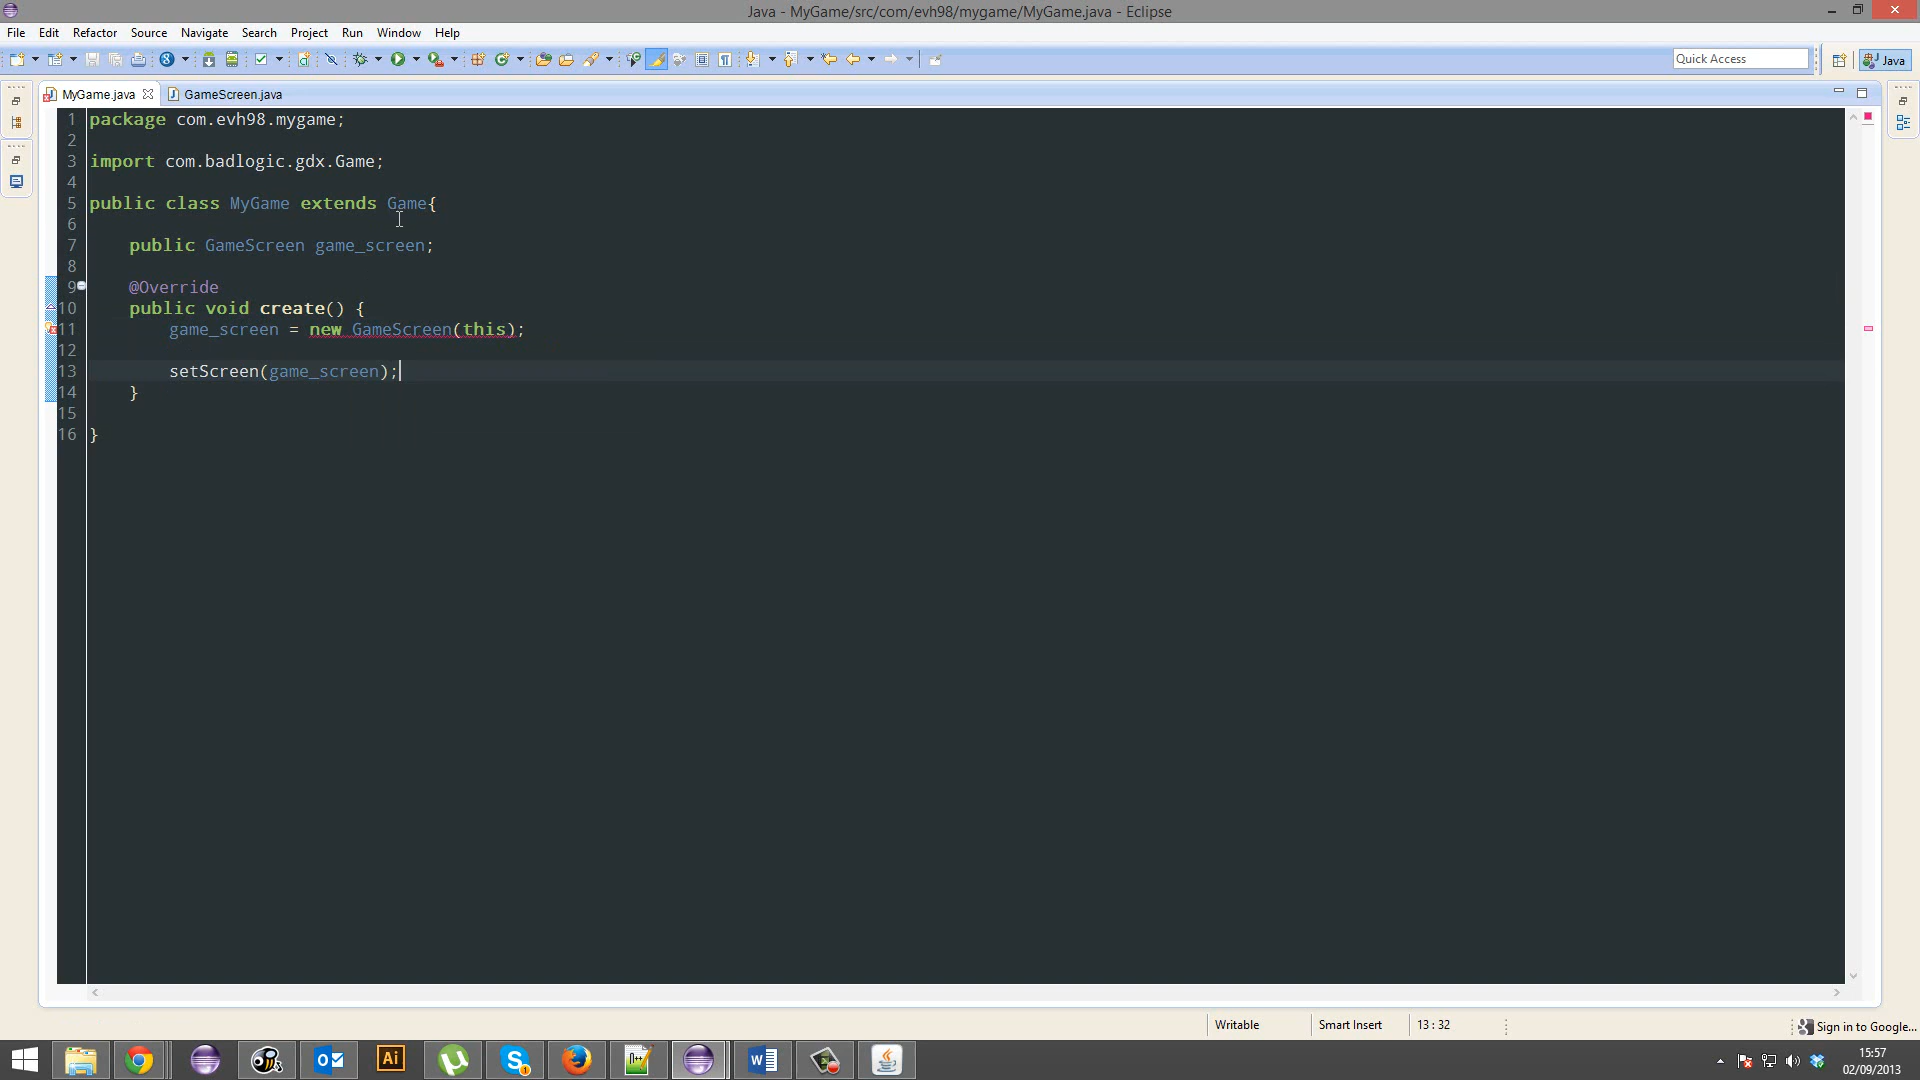 Java - MyGame/src/com/evh98/mygame/MyGame.java - Eclipse
File Edit Refactor Source Navigate Search Project Run Window Help
Quick Access
Java
MyGame.java GameScreen.java
1 package com.evh98.mygame;
2
3 import com.badlogic.gdx.Game;
4
5 public class MyGame extends Game{
6
7 public GameScreen game_screen;
8
9 @Override
10 public void create() {
11 game_screen = new GameScreen(this);
12
13 setScreen(game_screen);
14 }
15
16 }
Writable Smart Insert 13 : 32 Sign in to Google...
Ai
15:57
02/09/2013